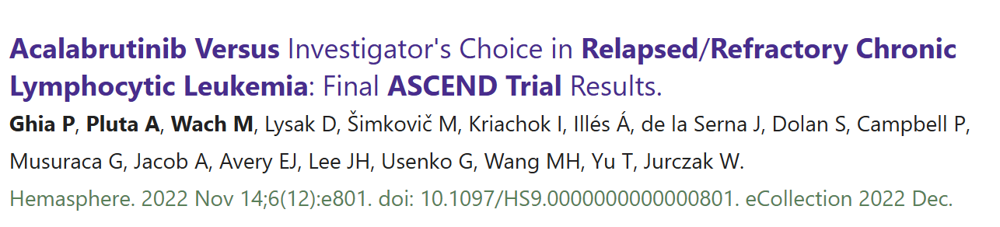 Acalabrutinib Versus Investigator's Choice in Relapsed/Refractory Chronic
Lymphocytic Leukemia: Final ASCEND Trial Results.
Ghia P, Pluta A, Wach M, Lysak D, Šimkovič M, Kriachok I, Illés Á, de la Serna J, Dolan S, Campbell P,
Musuraca G, Jacob A, Avery EJ, Lee JH, Usenko G, Wang MH, Yu T, Jurczak W.
Hemasphere. 2022 Nov 14;6(12):e801. doi: 10.1097/HS9.0000000000000801. eCollection 2022 Dec.